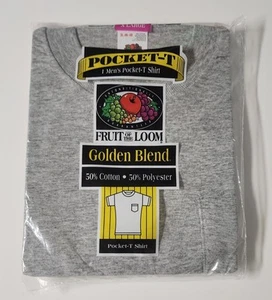 POCKET-T
1 Men's Pocket-T Shirt
FRUIT OF THE LOOM
Golden Blend
50% Cotton • 50% Polyester
Pocket-T Shirt